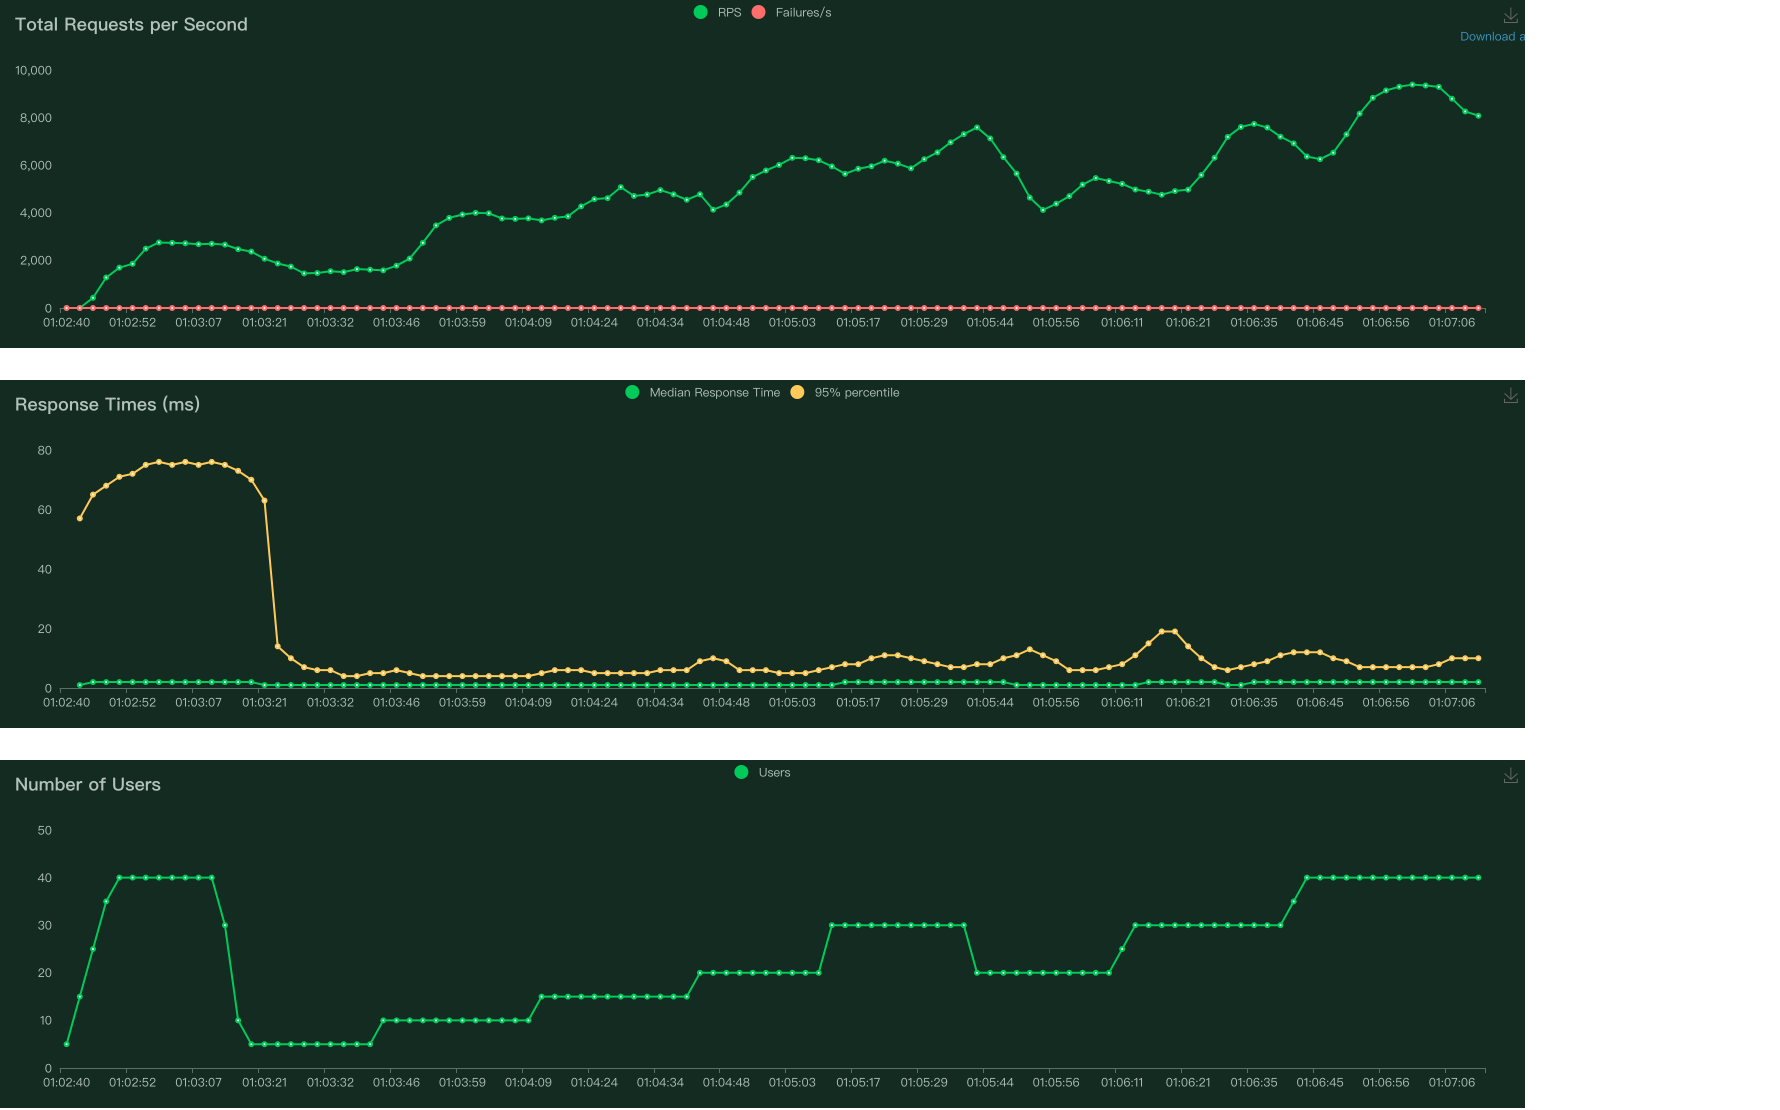 Total Requests per Second
RPS Failures/s
Download a
10,000
8,000
6,000
4,000
2,000
0
01:02:40 01:02:52 01:03:07 01:03:21 01:03:32 01:03:46 01:03:59 01:04:09 01:04:24 01:04:34 01:04:48 01:05:03 01:05:17 01:05:29 01:05:44 01:05:56 01:06:11 01:06:21 01:06:35 01:06:45 01:06:56 01:07:06
Response Times (ms)
Median Response Time 95% percentile
80
60
40
20
0
01:02:40 01:02:52 01:03:07 01:03:21 01:03:32 01:03:46 01:03:59 01:04:09 01:04:24 01:04:34 01:04:48 01:05:03 01:05:17 01:05:29 01:05:44 01:05:56 01:06:11 01:06:21 01:06:35 01:06:45 01:06:56 01:07:06
Number of Users
Users
50
40
30
20
10
0
01:02:40 01:02:52 01:03:07 01:03:21 01:03:32 01:03:46 01:03:59 01:04:09 01:04:24 01:04:34 01:04:48 01:05:03 01:05:17 01:05:29 01:05:44 01:05:56 01:06:11 01:06:21 01:06:35 01:06:45 01:06:56 01:07:06